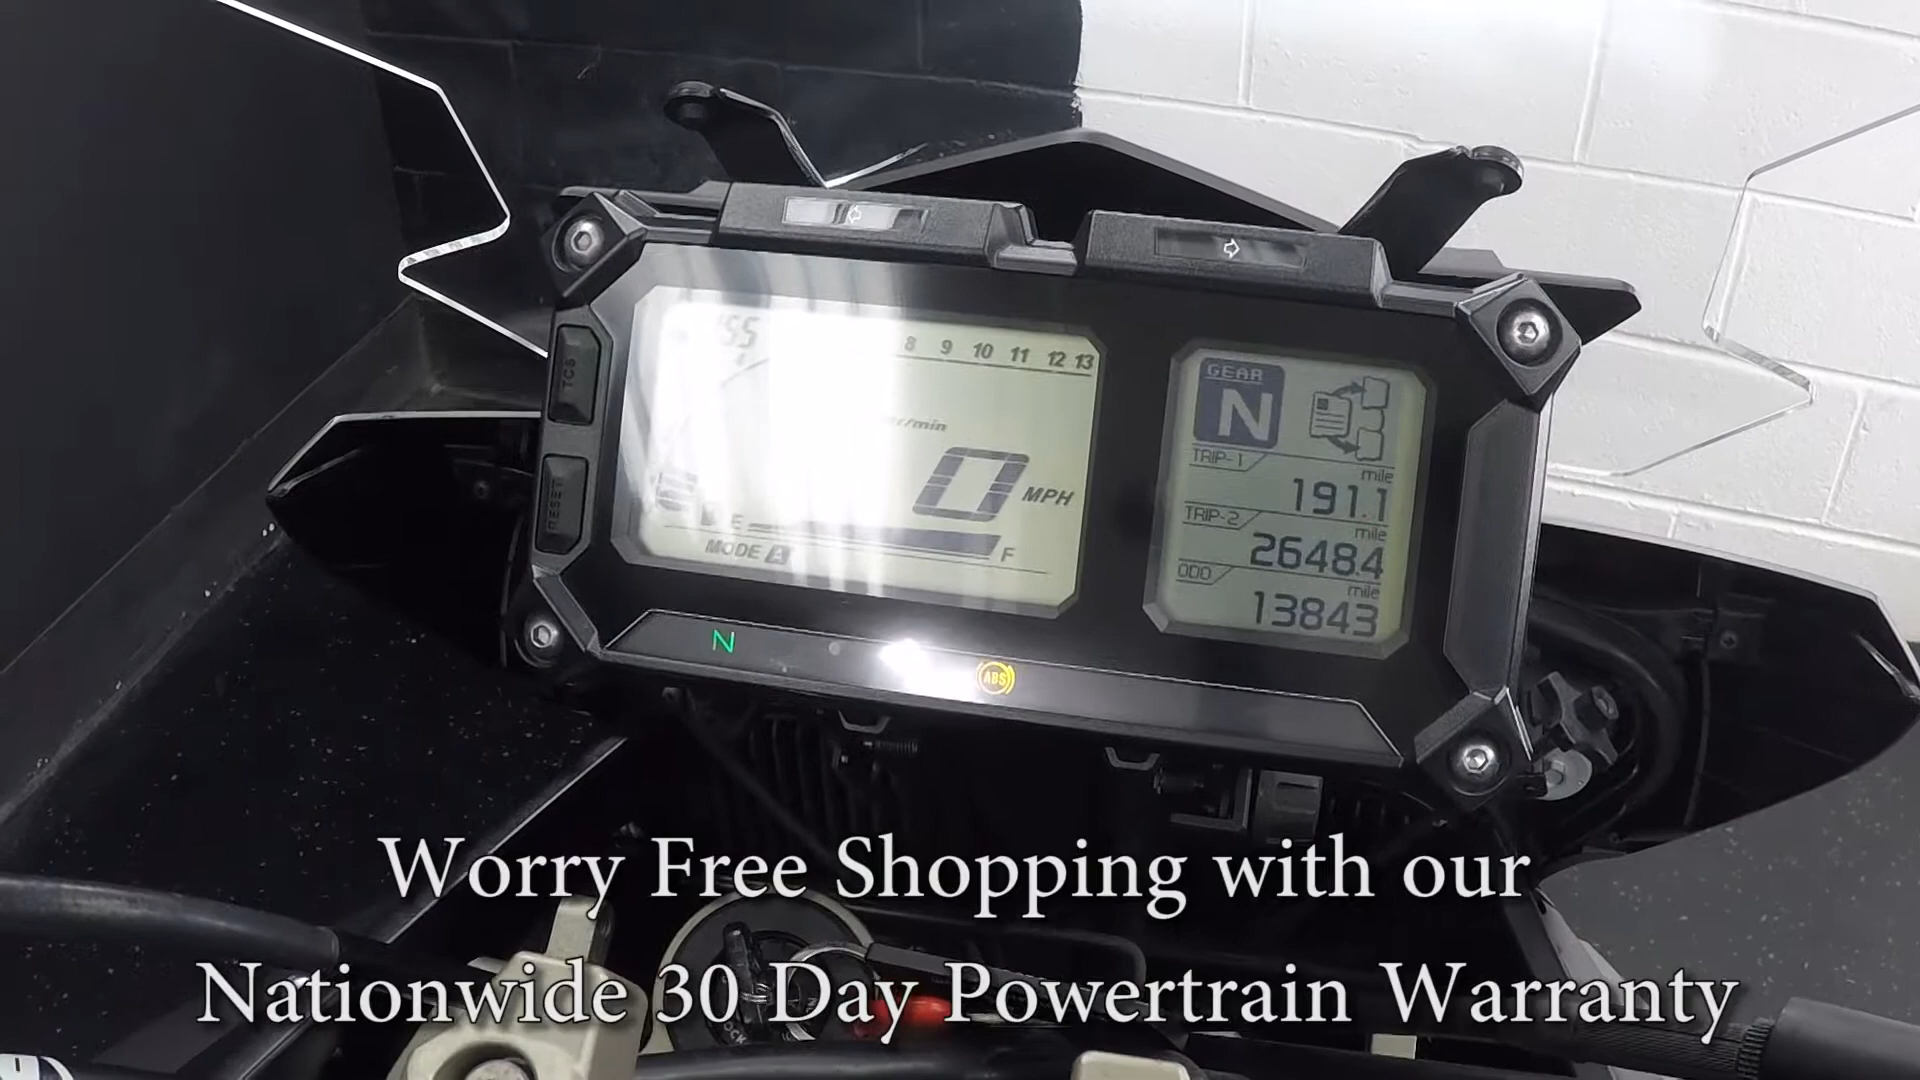 :55
8 9 10 11 12 13
r/min
0 MPH
E
F
MODE A
TCS
RESET
GEAR
N
TRIP-1
mile
191.1
TRIP-2
mile
2648.4
ODO
mile
13843
N
ABS
Worry Free Shopping with our
Nationwide 30 Day Powertrain Warranty